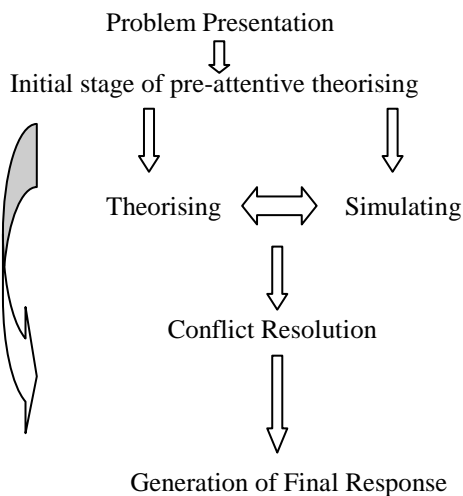 Problem Presentation
Initial stage of pre-attentive theorising
Theorising
Simulating
Conflict Resolution
Generation of Final Response